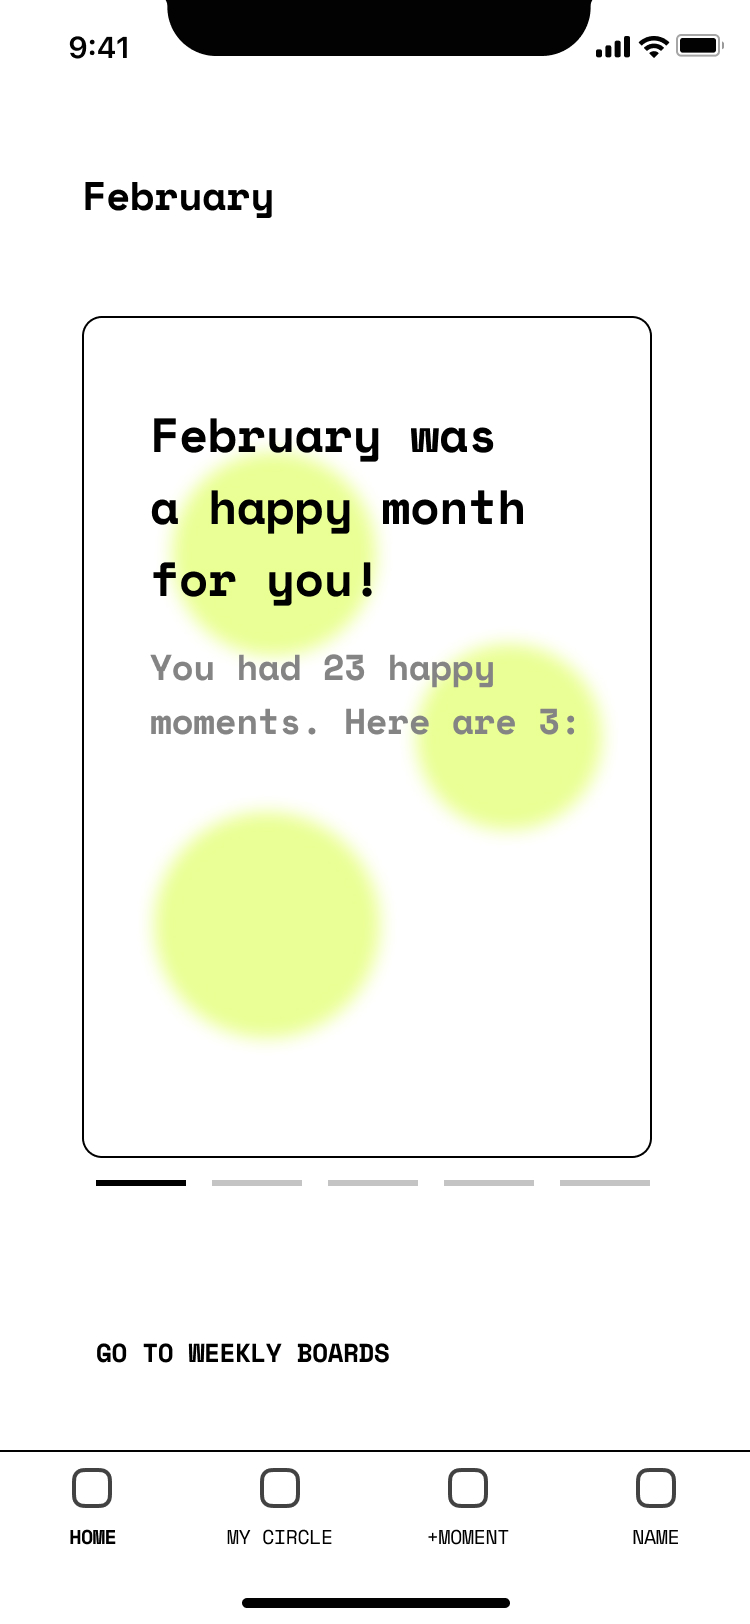 9:41
February
February was
a happy month
for you!
You had 23 happy
moments. Here are 3:
GO TO WEEKLY BOARDS
HOME
MY CIRCLE
+MOMENT
NAME